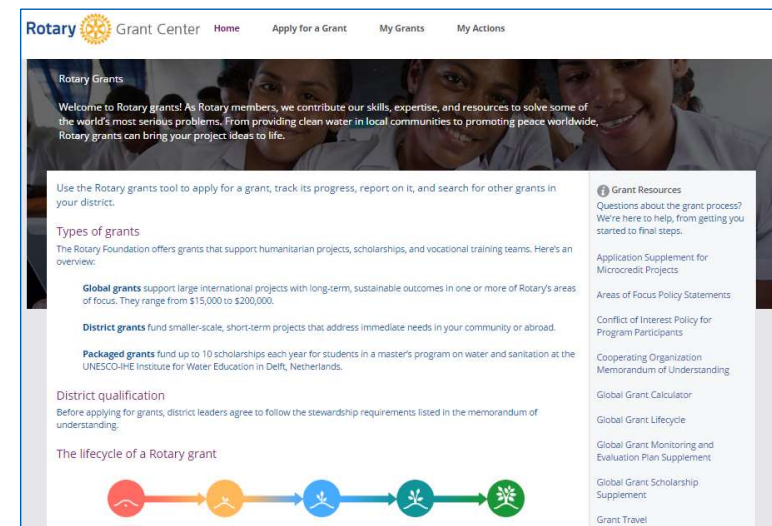 Rotary Grant Center Home Apply for a Grant My Grants My Actions
Rotary Grants
Welcome to Rotary grants! As Rotary members, we contribute our skills, expertise, and resources to solve some of
the world's most serious problems. From providing clean water in local communities to promoting peace worldwide,
Rotary grants can bring your project ideas to life.
Use the Rotary grants tool to apply for a grant, track its progress, report on it, and search for other grants in
your district.
Types of grants
The Rotary Foundation offers grants that support humanitarian projects, scholarships, and vocational training teams. Here's an
overview:
Global grants support large international projects with long-term, sustainable outcomes in one or more of Rotary's areas
of focus. They range from $15,000 to $200,000.
District grants fund smaller-scale, short-term projects that address immediate needs in your community or abroad.
Packaged grants fund up to 10 scholarships each year for students in a master's program on water and sanitation at the
UNESCO-IHE Institute for Water Education in Delft, Netherlands.
District qualification
Before applying for grants, district leaders agree to follow the stewardship requirements listed in the memorandum of
understanding.
The lifecycle of a Rotary grant
Grant Resources
Questions about the grant process?
We're here to help, from getting you
started to final steps.
Application Supplement for
Microcredit Projects
Areas of Focus Policy Statements
Conflict of Interest Policy for
Program Participants
Cooperating Organization
Memorandum of Understanding
Global Grant Calculator
Global Grant Lifecycle
Global Grant Monitoring and
Evaluation Plan Supplement
Global Grant Scholarship
Supplement
Grant Travel